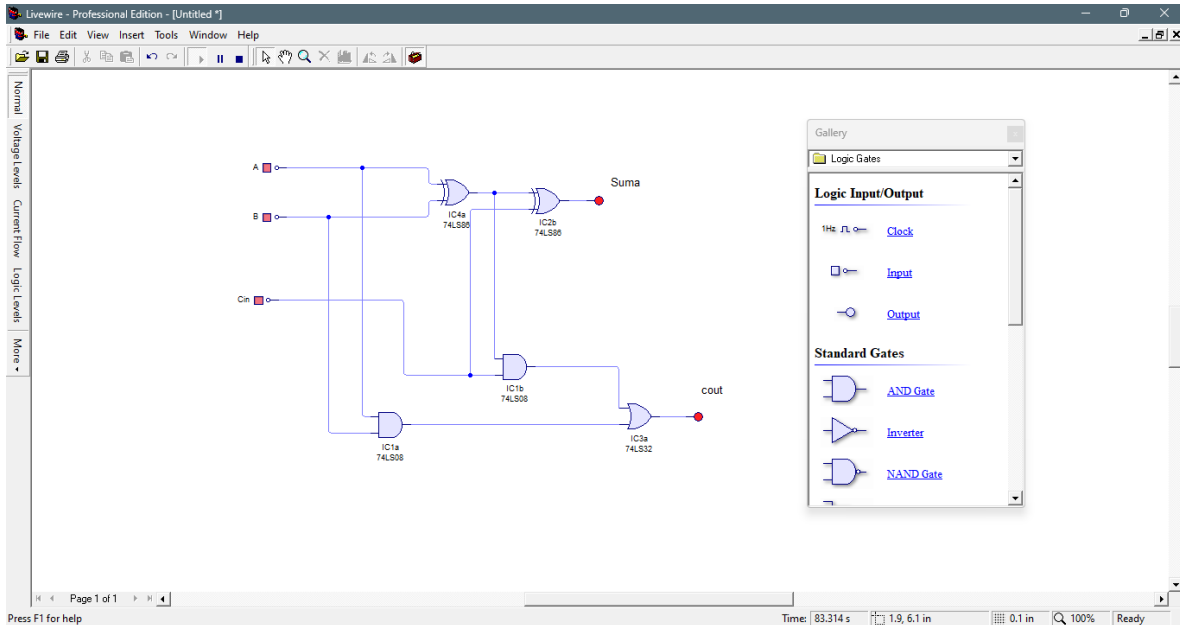 Livewire - Professional Edition - [Untitled *]
File Edit View Insert Tools Window Help
Normal
Voltage Levels
Current Flow
Logic Levels
More
A
B
Cin
IC4a
74LS86
IC2b
74LS86
Suma
IC1b
74LS08
IC1a
74LS08
IC3a
74LS32
cout
Gallery
Logic Gates
Logic Input/Output
1Hz
Clock
Input
Output
Standard Gates
AND Gate
Inverter
NAND Gate
Page 1 of 1
Press F1 for help
Time: 83.314 s 1.9, 6.1 in 0.1 in 100% Ready